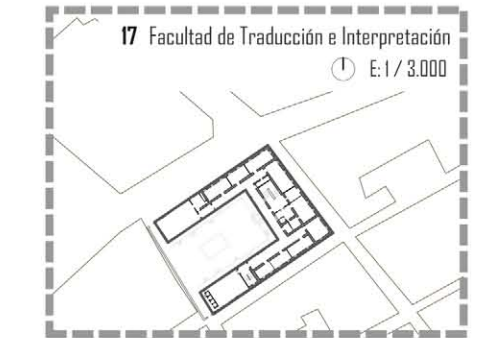 17 Facultad de Traducción e Interpretación
E: 1 / 3.000